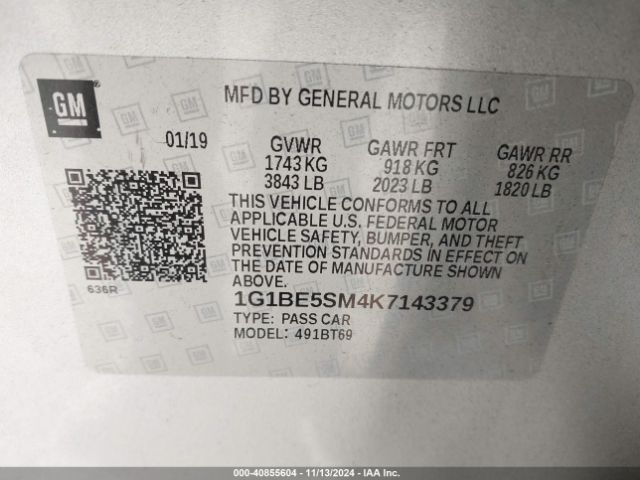 GM
MFD BY GENERAL MOTORS LLC
01/19
GVWR GAWR FRT GAWR RR
1743 KG 918 KG 826 KG
3843 LB 2023 LB 1820 LB
THIS VEHICLE CONFORMS TO ALL
APPLICABLE U.S. FEDERAL MOTOR
VEHICLE SAFETY, BUMPER, AND THEFT
PREVENTION STANDARDS IN EFFECT ON
THE DATE OF MANUFACTURE SHOWN
ABOVE.
636R
1G1BE5SM4K7143379
TYPE: PASS CAR
MODEL: 491BT69
000-40855604 - 11/13/2024 - IAA Inc.